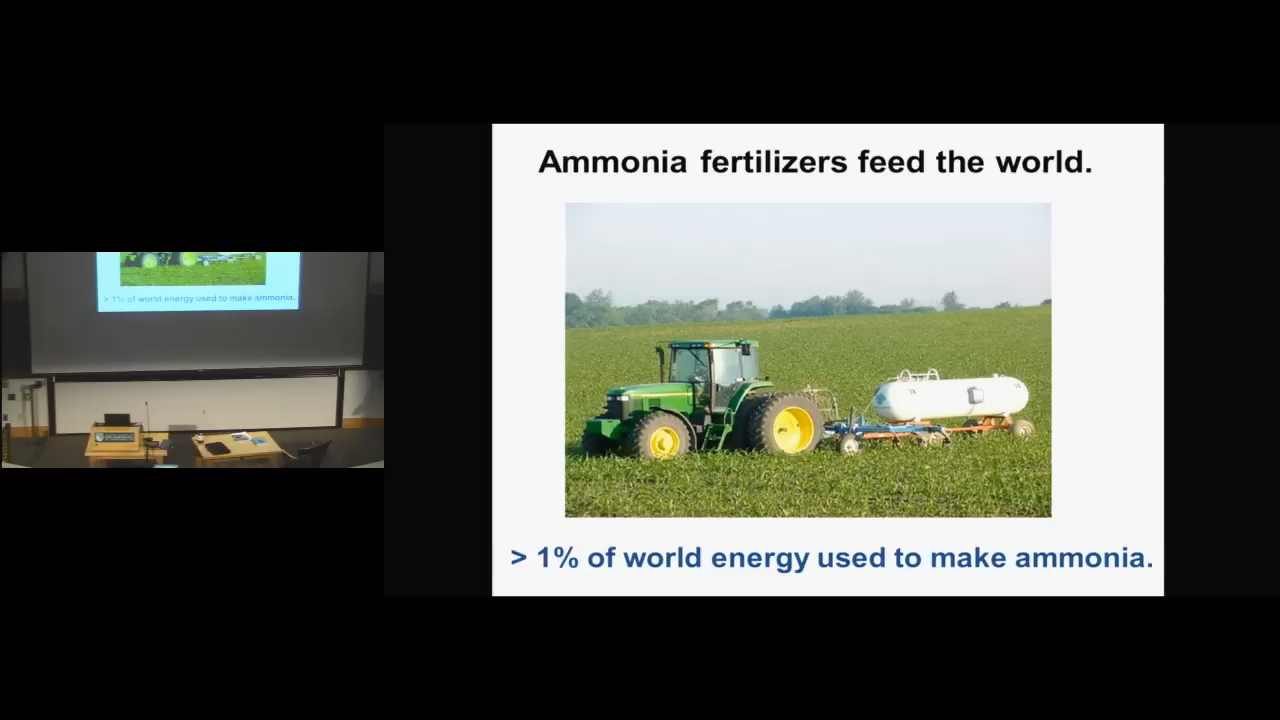 Ammonia fertilizers feed the world.
> 1% of world energy used to make ammonia.
> 1% of world energy used to make ammonia.